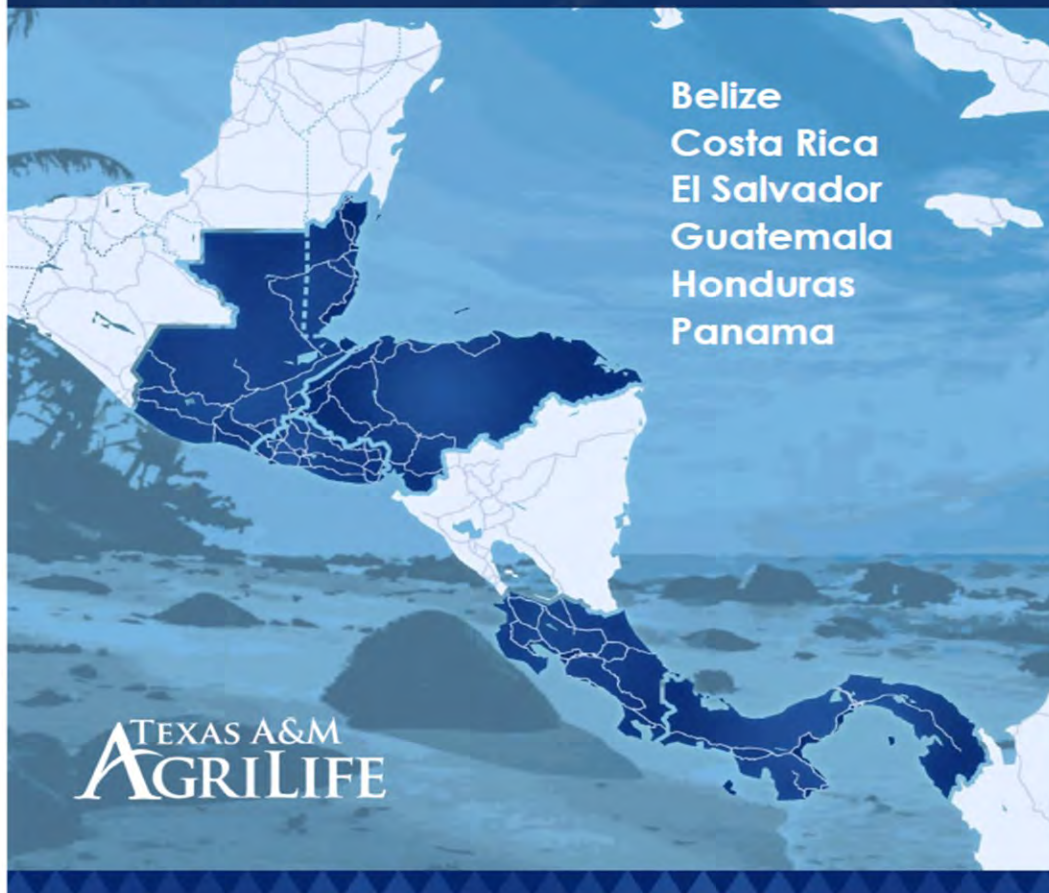 Belize
Costa Rica
El Salvador
Guatemala
Honduras
Panama
TEXAS A&M
AGRILIFE